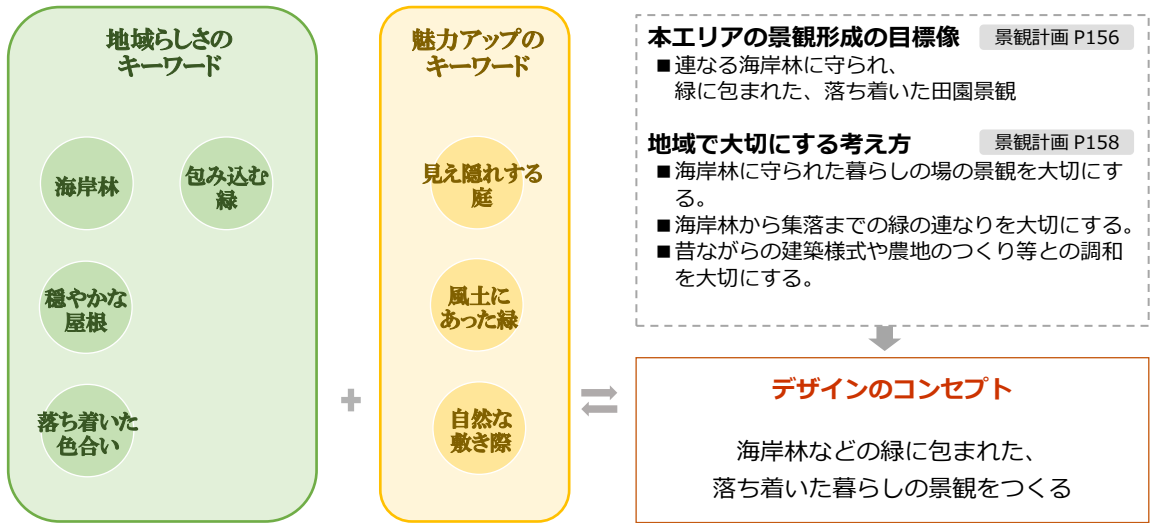 地域らしさの
キーワード
海岸林
包み込む
緑
穏やかな
屋根
落ち着いた
色合い
+
魅力アップの
キーワード
見え隠れする
庭
風土に
あった緑
自然な
敷き際
本エリアの景観形成の目標像 景観計画 P156
■連なる海岸林に守られ、
緑に包まれた、落ち着いた田園景観
地域で大切にする考え方 景観計画 P158
■海岸林に守られた暮らしの場の景観を大切にす
る。
■海岸林から集落までの緑の連なりを大切にする。
■昔ながらの建築様式や農地のつくり等との調和
を大切にする。
デザインのコンセプト
海岸林などの緑に包まれた、
落ち着いた暮らしの景観をつくる